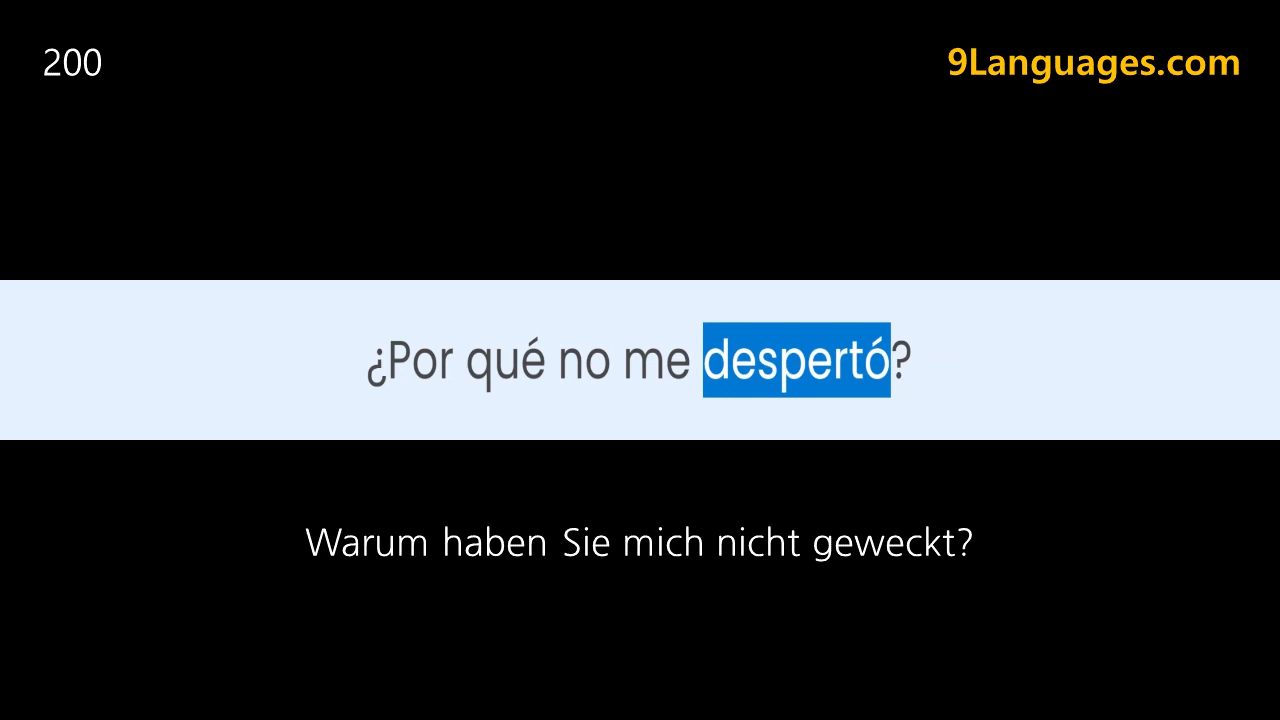 200
9Languages.com
¿Por qué no me despertó?
Warum haben Sie mich nicht geweckt?